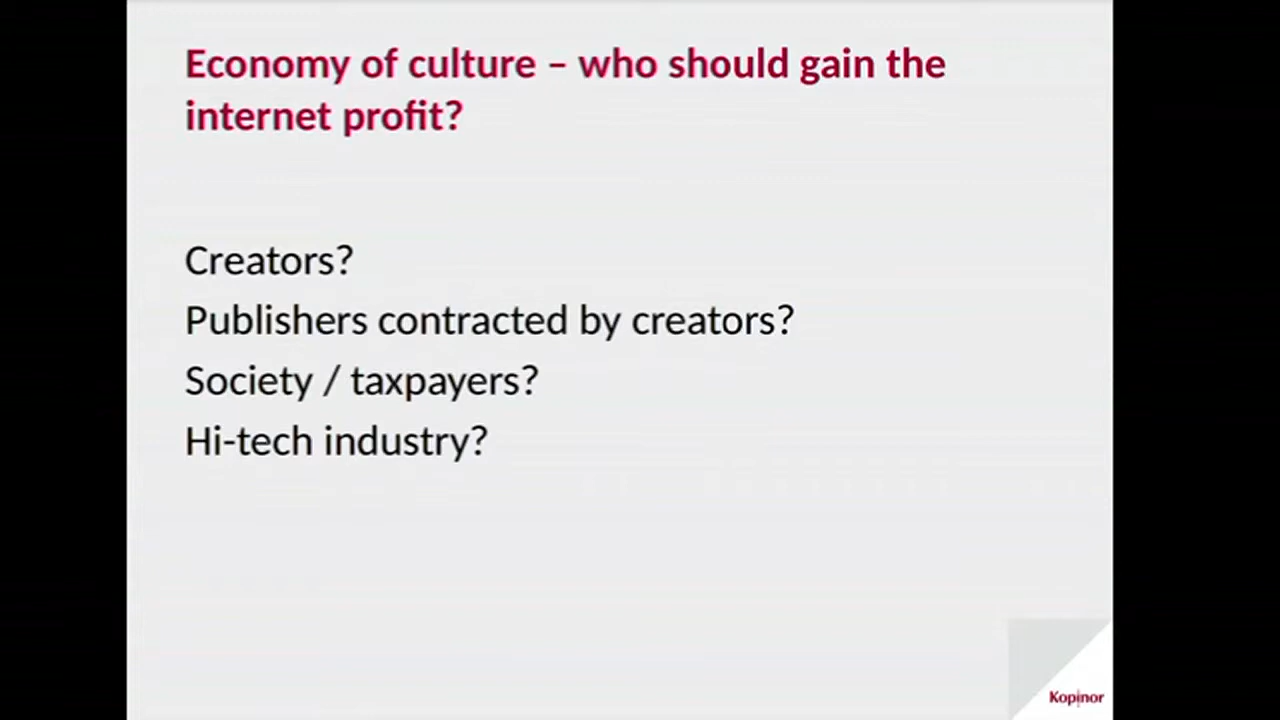 Economy of culture – who should gain the
internet profit?
Creators?
Publishers contracted by creators?
Society / taxpayers?
Hi-tech industry?
Kopinor